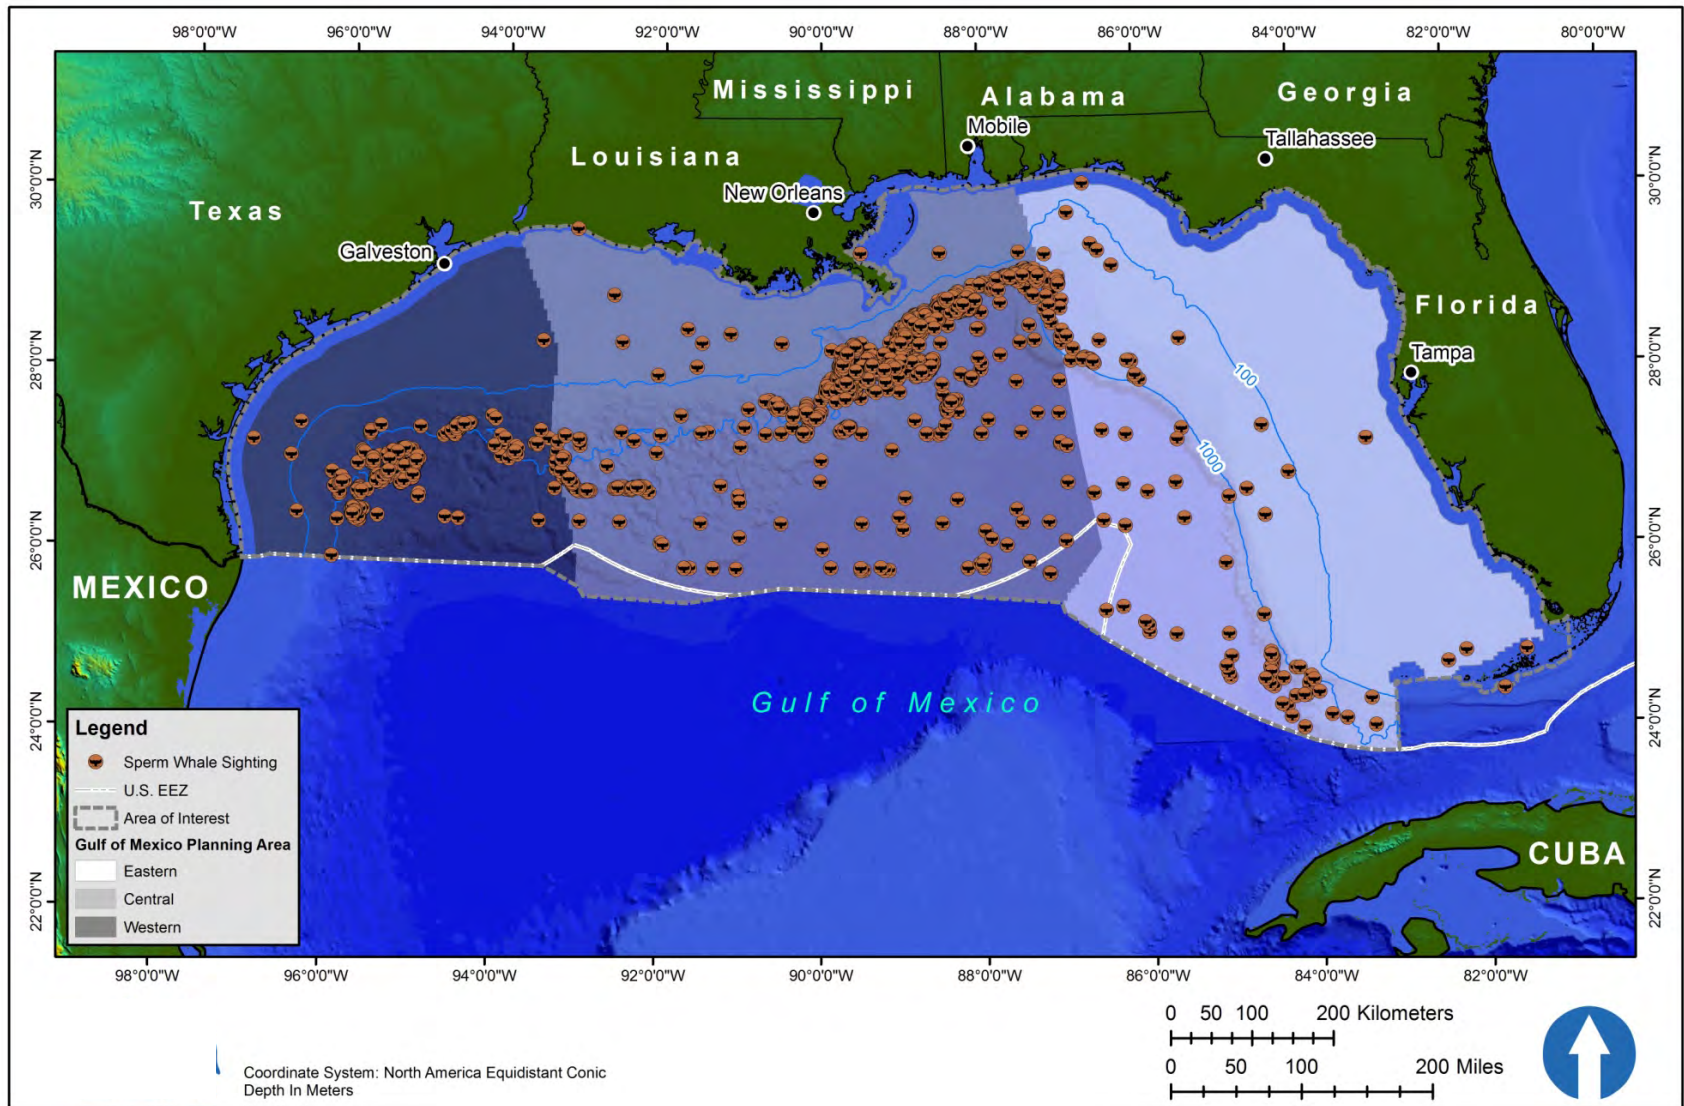 98°0'0"W 96°0'0"W 94°0'0"W 92°0'0"W 90°0'0"W 88°0'0"W 86°0'0"W 84°0'0"W 82°0'0"W 80°0'0"W
Mississippi
Alabama
Georgia
Mobile
Tallahassee
Louisiana
New Orleans
Texas
Galveston
Florida
Tampa
100
1000
30°0'0"N
28°0'0"N
26°0'0"N
24°0'0"N
22°0'0"N
30°0'0"N
28°0'0"N
26°0'0"N
24°0'0"N
22°0'0"N
MEXICO
Gulf of Mexico
CUBA
Legend
Sperm Whale Sighting
U.S. EEZ
Area of Interest
Gulf of Mexico Planning Area
Eastern
Central
Western
98°0'0"W 96°0'0"W 94°0'0"W 92°0'0"W 90°0'0"W 88°0'0"W 86°0'0"W 84°0'0"W 82°0'0"W
0 50 100 200 Kilometers
0 50 100 200 Miles
Coordinate System: North America Equidistant Conic
Depth In Meters